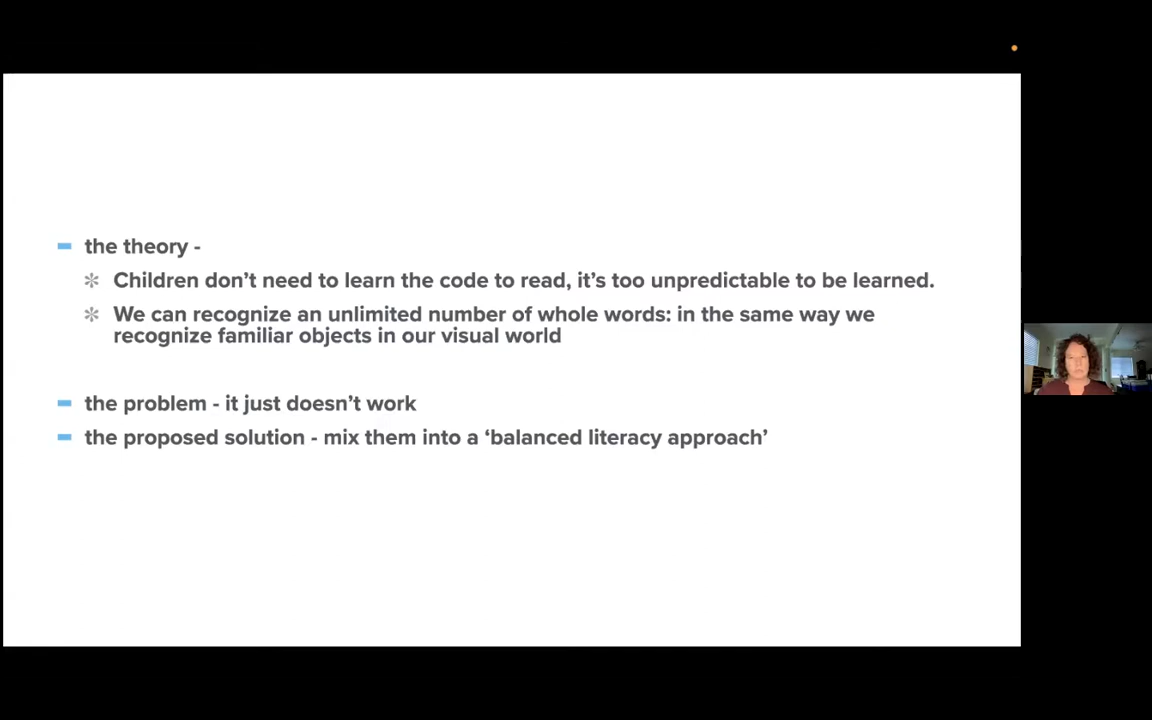 the theory -
Children don’t need to learn the code to read, it’s too unpredictable to be learned.
We can recognize an unlimited number of whole words: in the same way we
recognize familiar objects in our visual world
the problem - it just doesn’t work
the proposed solution - mix them into a ‘balanced literacy approach’